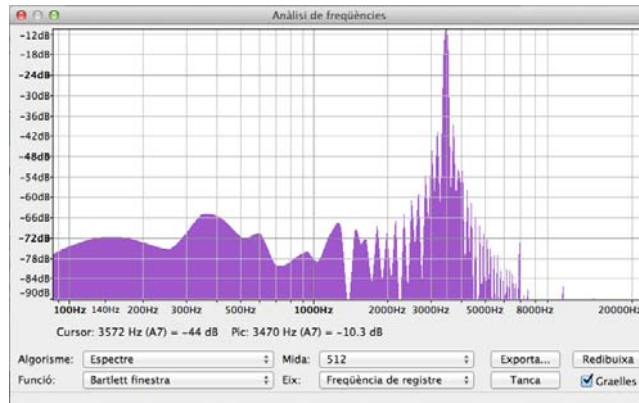 Anàlisi de freqüències
-12dB
-18dB
-24dB
-30dB
-36dB
-42dB
-48dB
-54dB
-60dB
-66dB
-72dB
-78dB
-84dB
-90dB
100Hz 140Hz 200Hz 300Hz 500Hz 1000Hz 2000Hz 3000Hz 5000Hz 8000Hz 20000Hz
Cursor: 3572 Hz (A7) = -44 dB Pic: 3470 Hz (A7) = -10.3 dB
Algorisme: Espectre Mida: 512 Exporta... Redibuixa
Funció: Bartlett finestra Eix: Freqüència de registre Tanca Graelles